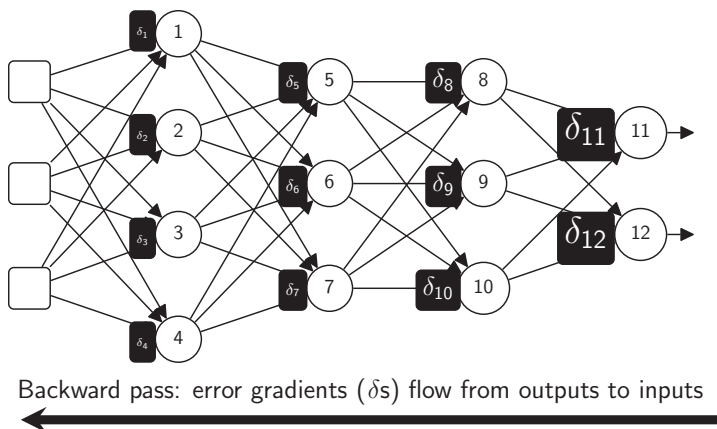 δ₁ 1
δ₅ 5
δ₈ 8
δ₂ 2
δ₁₁ 11
δ₆ 6
δ₉ 9
δ₃ 3
δ₁₂ 12
δ₇ 7
δ₁₀ 10
δ₄ 4
Backward pass: error gradients (δs) flow from outputs to inputs